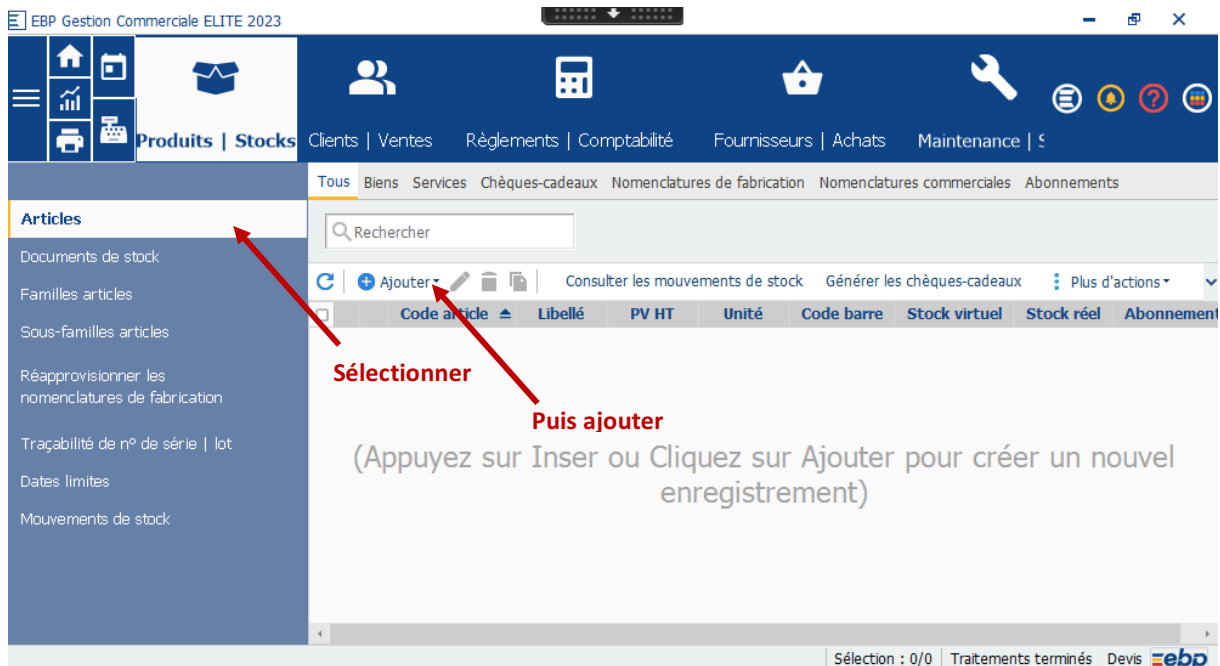 EBP Gestion Commerciale ELITE 2023
Produits | Stocks
Clients | Ventes
Règlements | Comptabilité
Fournisseurs | Achats
Maintenance | S
Tous Biens Services Chèques-cadeaux Nomenclatures de fabrication Nomenclatures commerciales Abonnements
Articles
Documents de stock
Familles articles
Sous-familles articles
Réapprovisionner les
nomenclatures de fabrication
Traçabilité de nº de série | lot
Dates limites
Mouvements de stock
Rechercher
Ajouter Consulter les mouvements de stock Générer les chèques-cadeaux Plus d'actions
Code article Libellé PV HT Unité Code barre Stock virtuel Stock réel Abonnement
Sélectionner
Puis ajouter
(Appuyez sur Inser ou Cliquez sur Ajouter pour créer un nouvel
enregistrement)
Sélection : 0/0 Traitements terminés Devis ebp